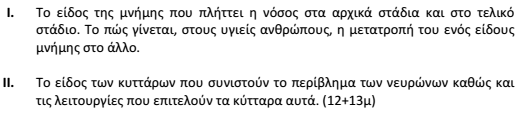 I. Το είδος της μνήμης που πλήττει η νόσος στα αρχικά στάδια και στο τελικό
στάδιο. Το πώς γίνεται, στους υγιείς ανθρώπους, η μετατροπή του ενός είδους
μνήμης στο άλλο.
II. Το είδος των κυττάρων που συνιστούν το περίβλημα των νευρώνων καθώς και
τις λειτουργίες που επιτελούν τα κύτταρα αυτά. (12+13μ)